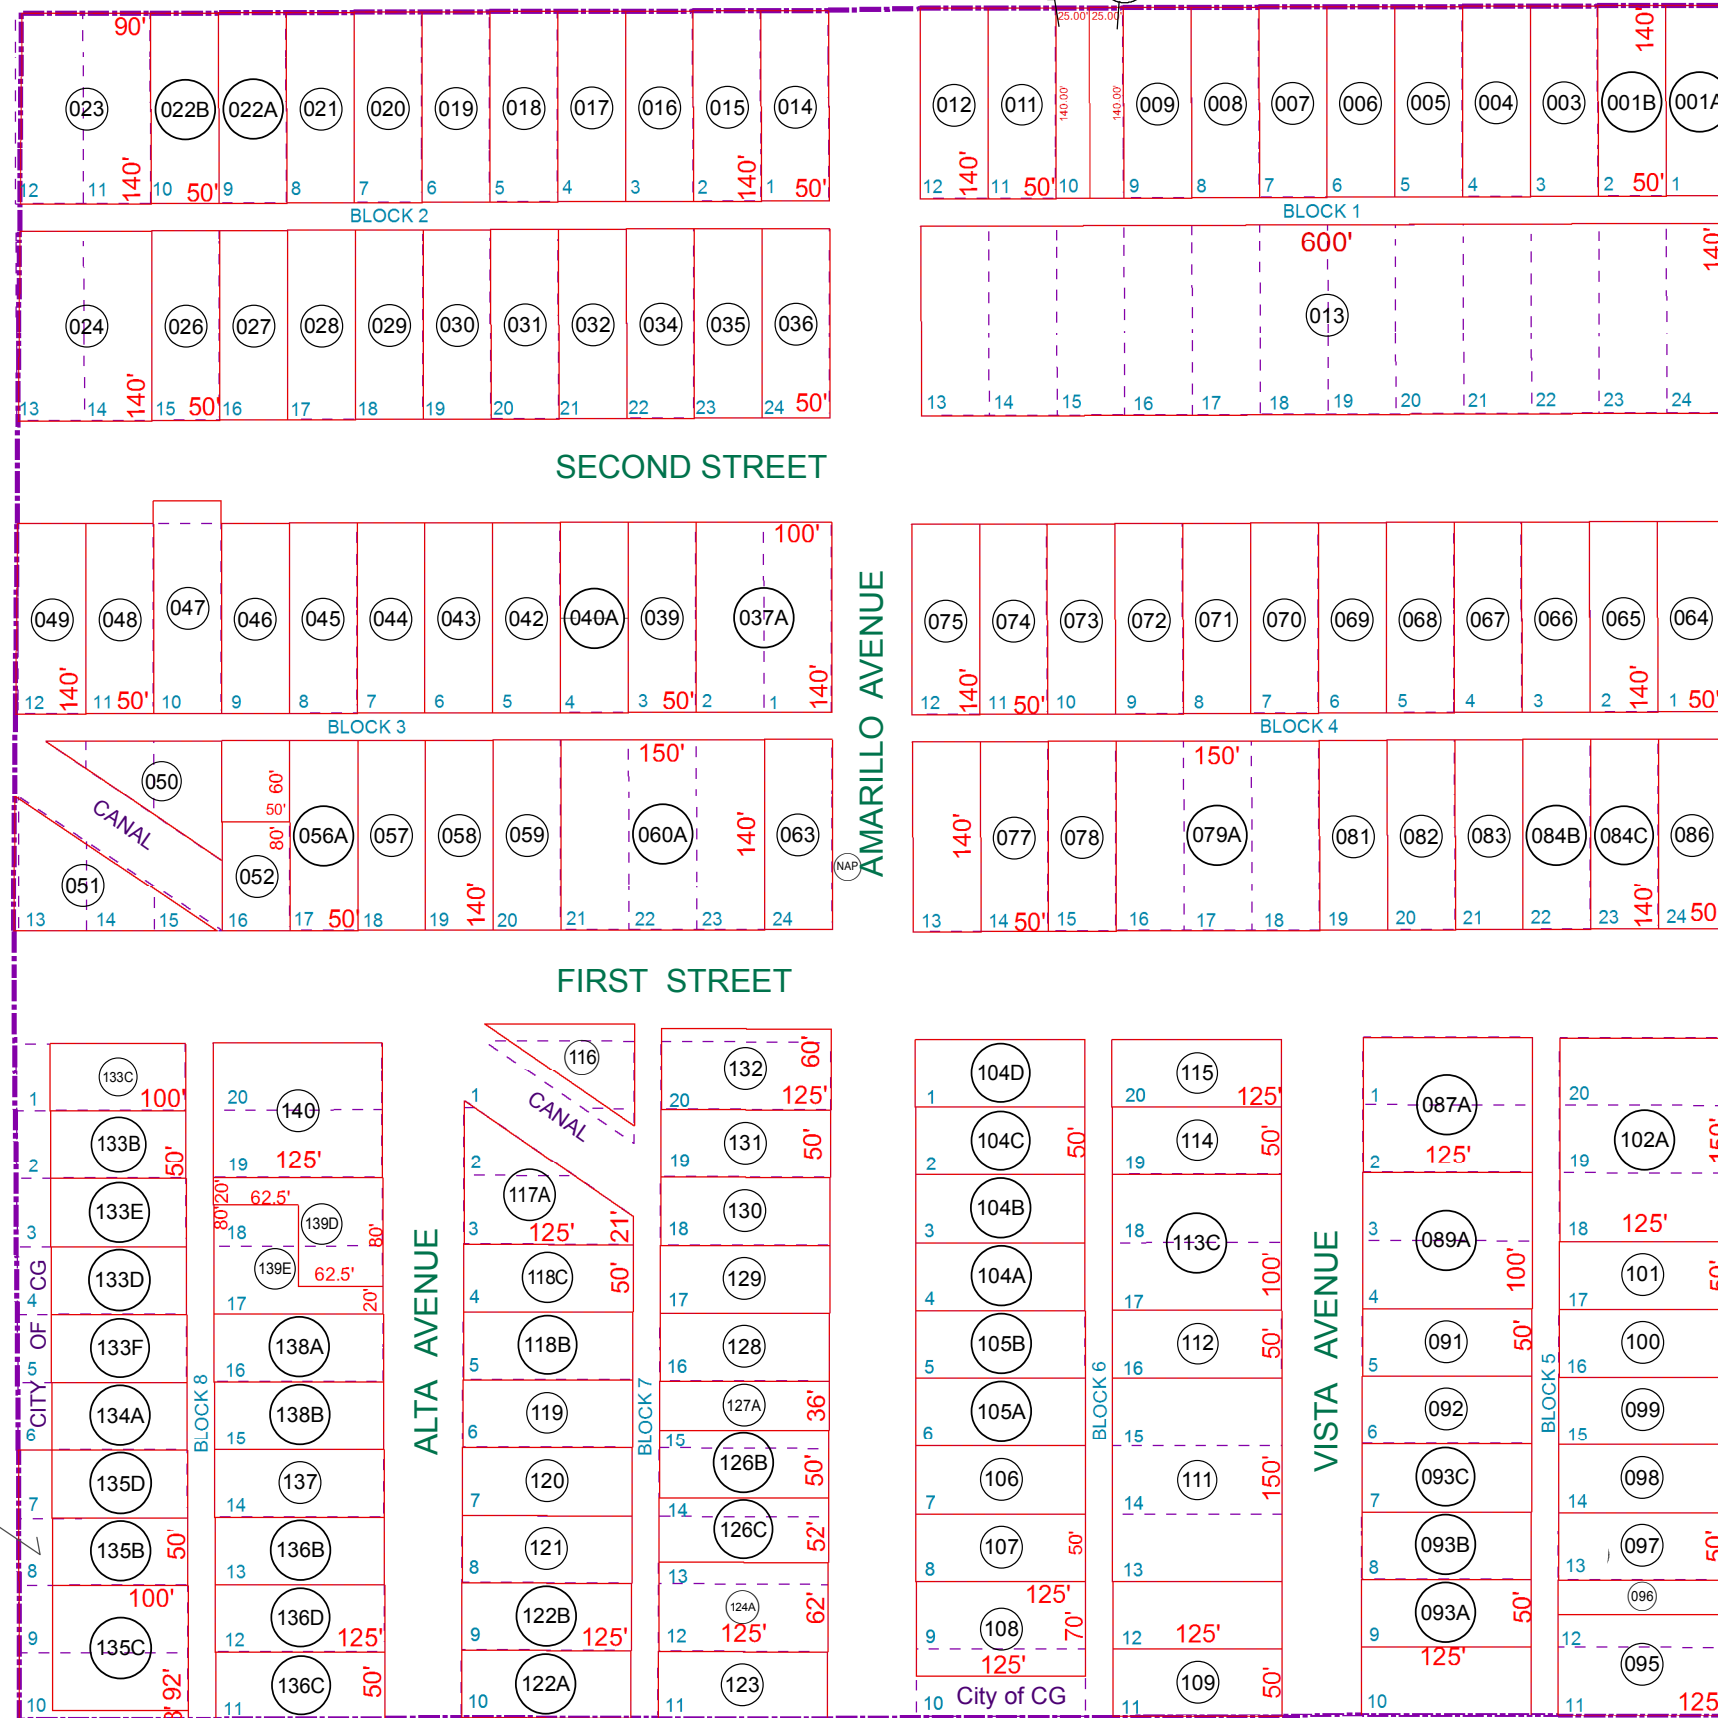 25.00' 25.00'
90' 140'
023 022B 022A 021 020 019 018 017 016 015 014
012 011 140.00' 140.00' 009 008 007 006 005 004 003 001B 001A
12 11 140' 10 50' 9 8 7 6 5 4 3 2 140' 1 50'
12 140' 11 50' 10 9 8 7 6 5 4 3 2 50' 1
BLOCK 2
BLOCK 1
600' 140'
024 026 027 028 029 030 031 032 034 035 036
013
13 14 140' 15 50' 16 17 18 19 20 21 22 23 24 50'
13 14 15 16 17 18 19 20 21 22 23 24
SECOND STREET
100'
049 048 047 046 045 044 043 042 040A 039 037A
075 074 073 072 071 070 069 068 067 066 065 064
12 140' 11 50' 10 9 8 7 6 5 4 3 50' 2 1 140'
12 140' 11 50' 10 9 8 7 6 5 4 3 2 140' 1 50'
BLOCK 3
BLOCK 4
AMARILLO AVENUE
150'
150'
050 60' 50'
CANAL
051 80' 052 056A 057 058 059 060A 140' 063
NAP
140' 077 078 079A 081 082 083 084B 084C 086
13 14 15 16 17 50' 18 19 140' 20 21 22 23 24
13 14 50' 15 16 17 18 19 20 21 22 23 140' 24 50
FIRST STREET
CITY OF CG
1 133C 100'
2 133B 50'
3 133E
4 133D
5 133F
6 134A
7 135D
8 135B 50'
100'
9 135C
10 92'
BLOCK 8
20 140
19 125'
20' 62.5'
80' 18 139D 80'
139E 62.5'
17 20'
16 138A
15 138B
14 137
13 136B
12 136D 125'
11 136C 50'
ALTA AVENUE
116
1 CANAL
2 117A
3 125' 21'
4 118C 50'
5 118B
6 119
7 120
8 121
9 122B 125'
10 122A
BLOCK 7
132 60'
20 125'
19 131 50'
18 130
17 129
16 128
127A 36'
15 126B 50'
14 126C 52'
13 124A 62'
12 125'
11 123
1 104D
2 104C 50'
3 104B
4 104A
5 105B
6 105A
7 106
8 107 50'
125'
9 108 70'
125'
10 City of CG
BLOCK 6
115
20 125'
19 114 50'
18 113C
17 100'
16 112 50'
15
14 111 150'
13
12 125'
11 109 50'
VISTA AVENUE
1 087A
2 125'
3 089A
4 100'
5 091 50'
6 092
7 093C
8 093B
9 093A 50'
125'
10
BLOCK 5
20
19 102A 150'
18 125'
17 101 50'
16 100
15 099
14 098
13 097 50'
096
12 095
11 125